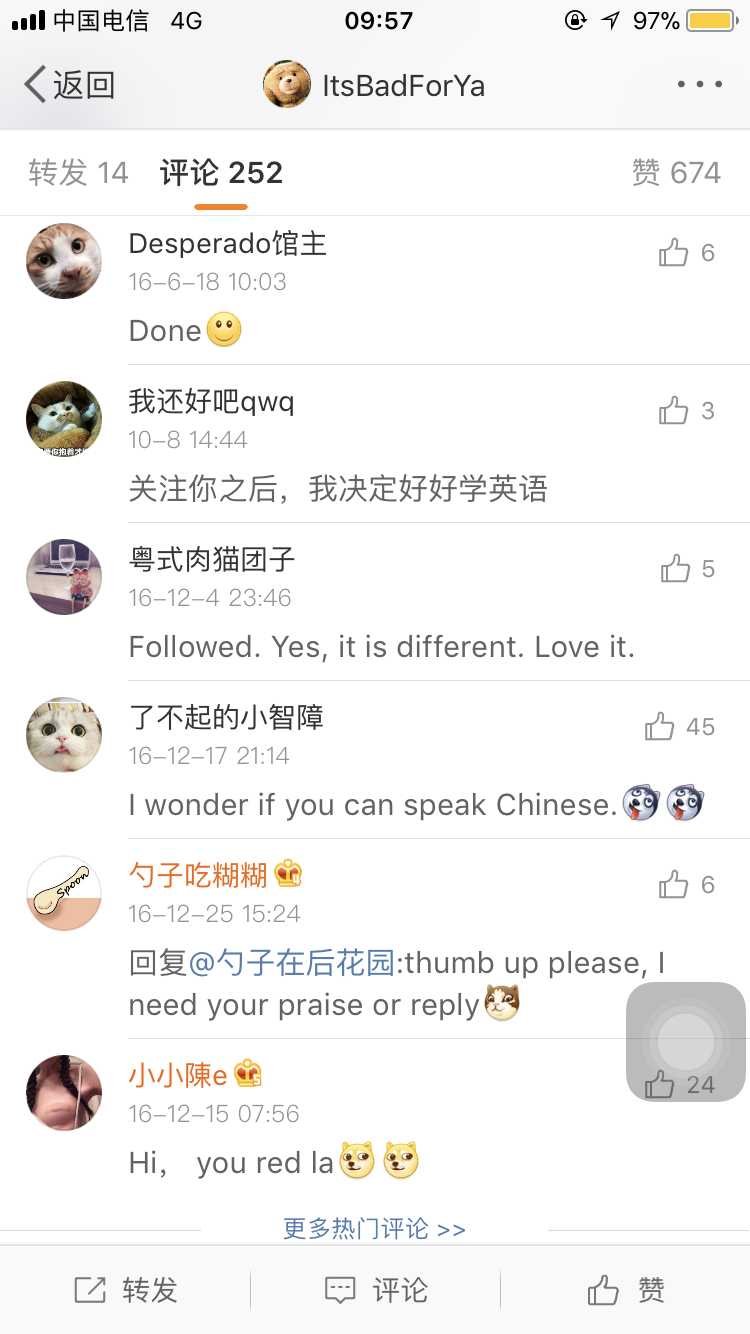 中国电信 4G 09:57 97%
返回 ItsBadForYa
转发 14 评论 252 赞 674
Desperado馆主
6
16-6-18 10:03
Done
我还好吧qwq
3
10-8 14:44
关注你之后，我决定好好学英语
粤式肉猫团子
5
16-12-4 23:46
Followed. Yes, it is different. Love it.
了不起的小智障
45
16-12-17 21:14
I wonder if you can speak Chinese.
Spoon
勺子吃糊糊
6
16-12-25 15:24
回复@勺子在后花园:thumb up please, I
need your praise or reply
小小陳e
24
16-12-15 07:56
Hi， you red la
更多热门评论 >>
转发 评论 赞